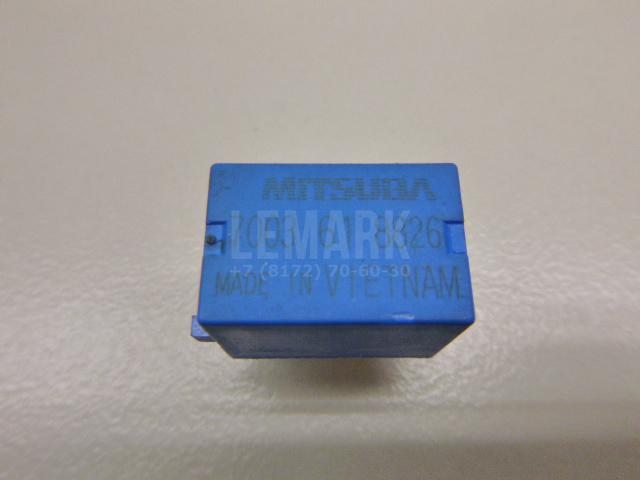 MITSUBA
LEMARK
+7 (8172) 70-60-30
MADE IN VIETNAM